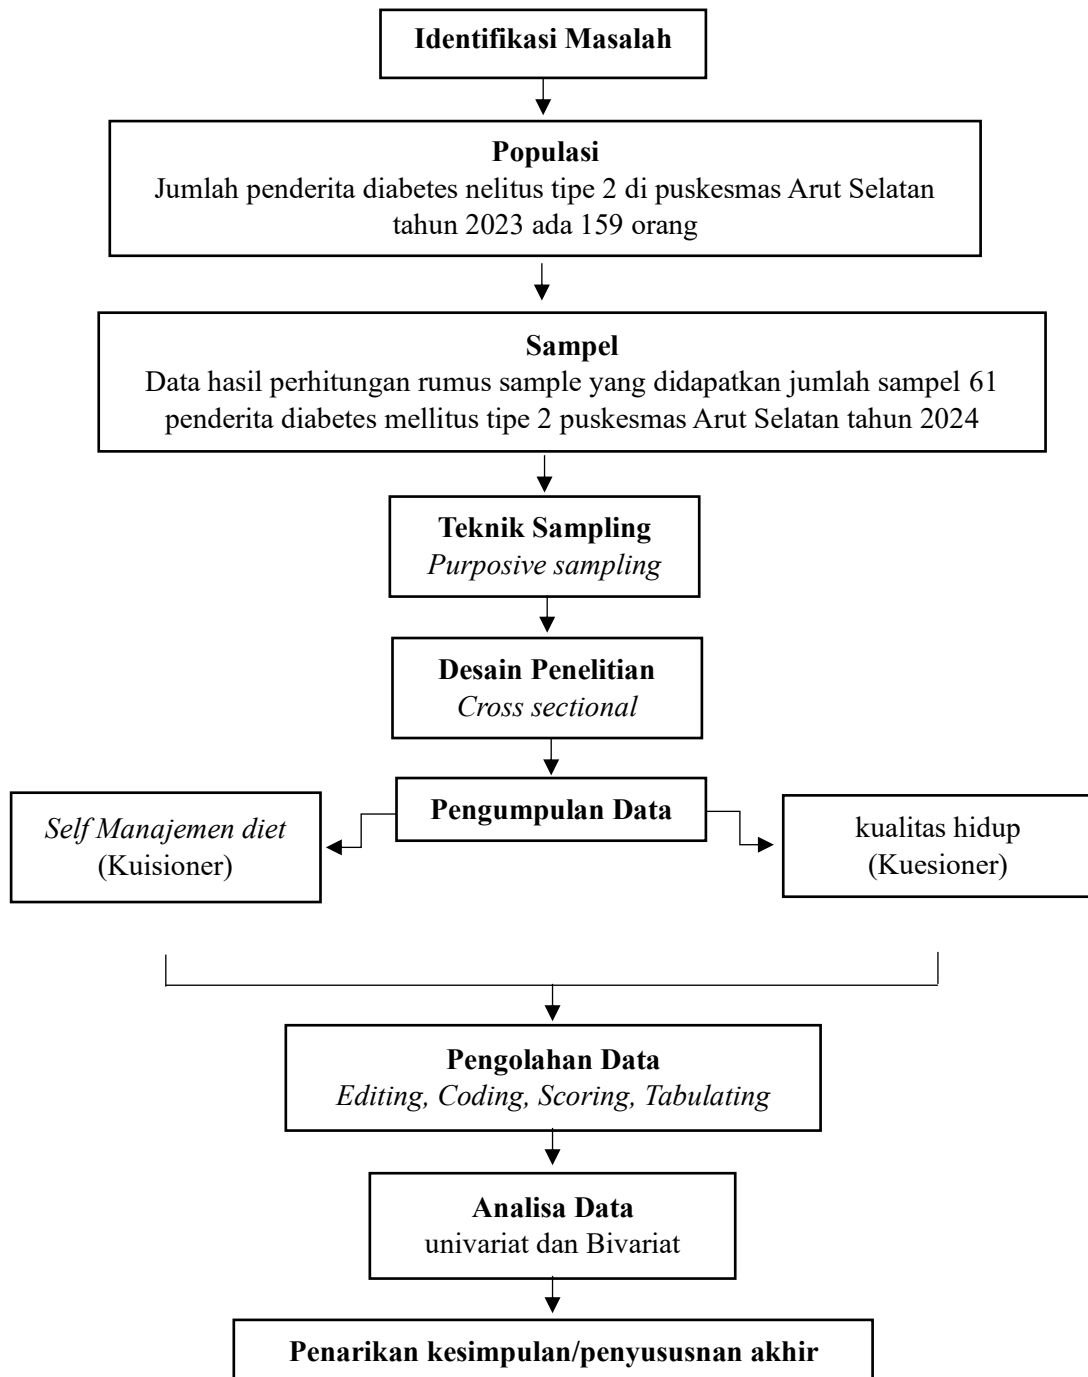 Identifikasi Masalah
Populasi
Jumlah penderita diabetes nelitus tipe 2 di puskesmas Arut Selatan
tahun 2023 ada 159 orang
Sampel
Data hasil perhitungan rumus sample yang didapatkan jumlah sampel 61
penderita diabetes mellitus tipe 2 puskesmas Arut Selatan tahun 2024
Teknik Sampling
Purposive sampling
Desain Penelitian
Cross sectional
Pengumpulan Data
Self Manajemen diet
(Kuisioner)
kualitas hidup
(Kuesioner)
Pengolahan Data
Editing, Coding, Scoring, Tabulating
Analisa Data
univariat dan Bivariat
Penarikan kesimpulan/penyususnan akhir